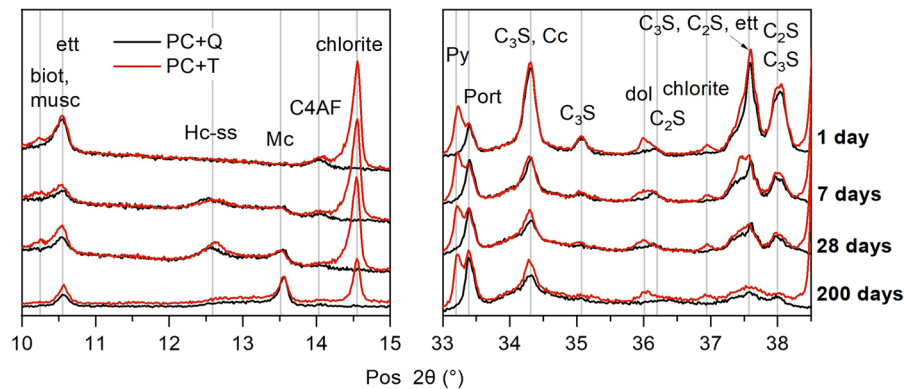 ett
PC+Q
PC+T
chlorite
biot,
musc
Hc-ss
Mc
C4AF
10 11 12 13 14 15
Py
Port
C₃S, Cc
C₃S
dol
C₂S
chlorite
C₃S, C₂S, ett
C₂S
C₃S
1 day
7 days
28 days
200 days
33 34 35 36 37 38
Pos 2θ (°)